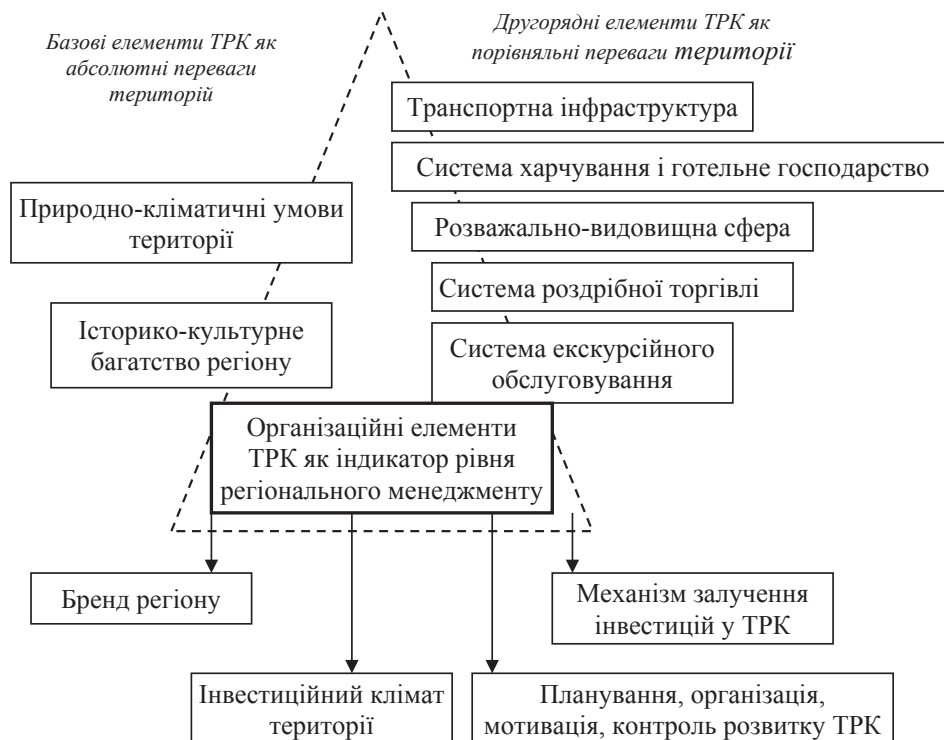 Базові елементи ТРК як
абсолютні переваги
територій
Другорядні елементи ТРК як
порівняльні переваги території
Транспортна інфраструктура
Система харчування і готельне господарство
Природно-кліматичні умови
території
Розважально-видовищна сфера
Система роздрібної торгівлі
Історико-культурне
багатство регіону
Система екскурсійного
обслуговування
Організаційні елементи
ТРК як індикатор рівня
регіонального менеджменту
Бренд регіону
Механізм залучення
інвестицій у ТРК
Інвестиційний клімат
території
Планування, організація,
мотивація, контроль розвитку ТРК